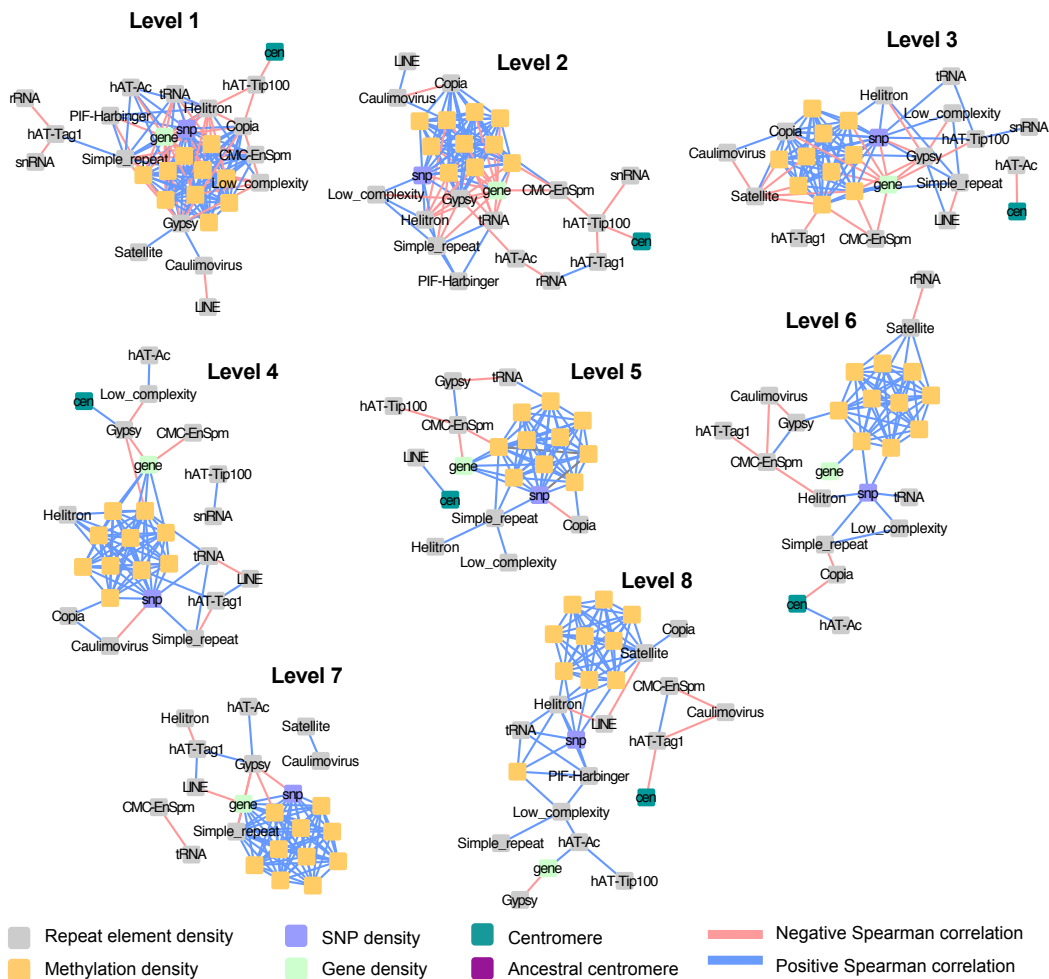 Level 1
cen
hAT-Ac
tRNA
hAT-Tip100
rRNA
PIF-Harbinger
Helitron
snp
Copia
hAT-Tag1
gene
snRNA
Simple_repeat
CMC-EnSpm
Low_complexity
Gypsy
Satellite
Caulimovirus
LINE
Level 2
LINE
Copia
Caulimovirus
snp
Low_complexity
gene
CMC-EnSpm
snRNA
Gypsy
Helitron
tRNA
hAT-Tip100
cen
Simple_repeat
hAT-Ac
hAT-Tag1
PIF-Harbinger
rRNA
Level 3
tRNA
Helitron
Low_complexity
Copia
snp
hAT-Tip100
snRNA
Caulimovirus
Gypsy
hAT-Ac
Satellite
gene
Simple_repeat
cen
LINE
hAT-Tag1
CMC-EnSpm
Level 4
hAT-Ac
cen
Low_complexity
Gypsy
CMC-EnSpm
gene
hAT-Tip100
Helitron
snRNA
tRNA
LINE
snp
hAT-Tag1
Copia
Caulimovirus
Simple_repeat
Level 5
Gypsy
tRNA
hAT-Tip100
CMC-EnSpm
LINE
gene
cen
snp
Simple_repeat
Copia
Helitron
Low_complexity
Level 6
rRNA
Satellite
Caulimovirus
Gypsy
hAT-Tag1
CMC-EnSpm
gene
Helitron
snp
tRNA
Low_complexity
Simple_repeat
Copia
cen
hAT-Ac
Level 7
hAT-Ac
Helitron
Satellite
hAT-Tag1
Gypsy
Caulimovirus
LINE
snp
CMC-EnSpm
gene
Simple_repeat
tRNA
Level 8
Copia
Satellite
CMC-EnSpm
Helitron
Caulimovirus
LINE
tRNA
snp
hAT-Tag1
PIF-Harbinger
cen
Low_complexity
Simple_repeat
hAT-Ac
gene
hAT-Tip100
Gypsy
Repeat element density
SNP density
Centromere
Negative Spearman correlation
Methylation density
Gene density
Ancestral centromere
Positive Spearman correlation